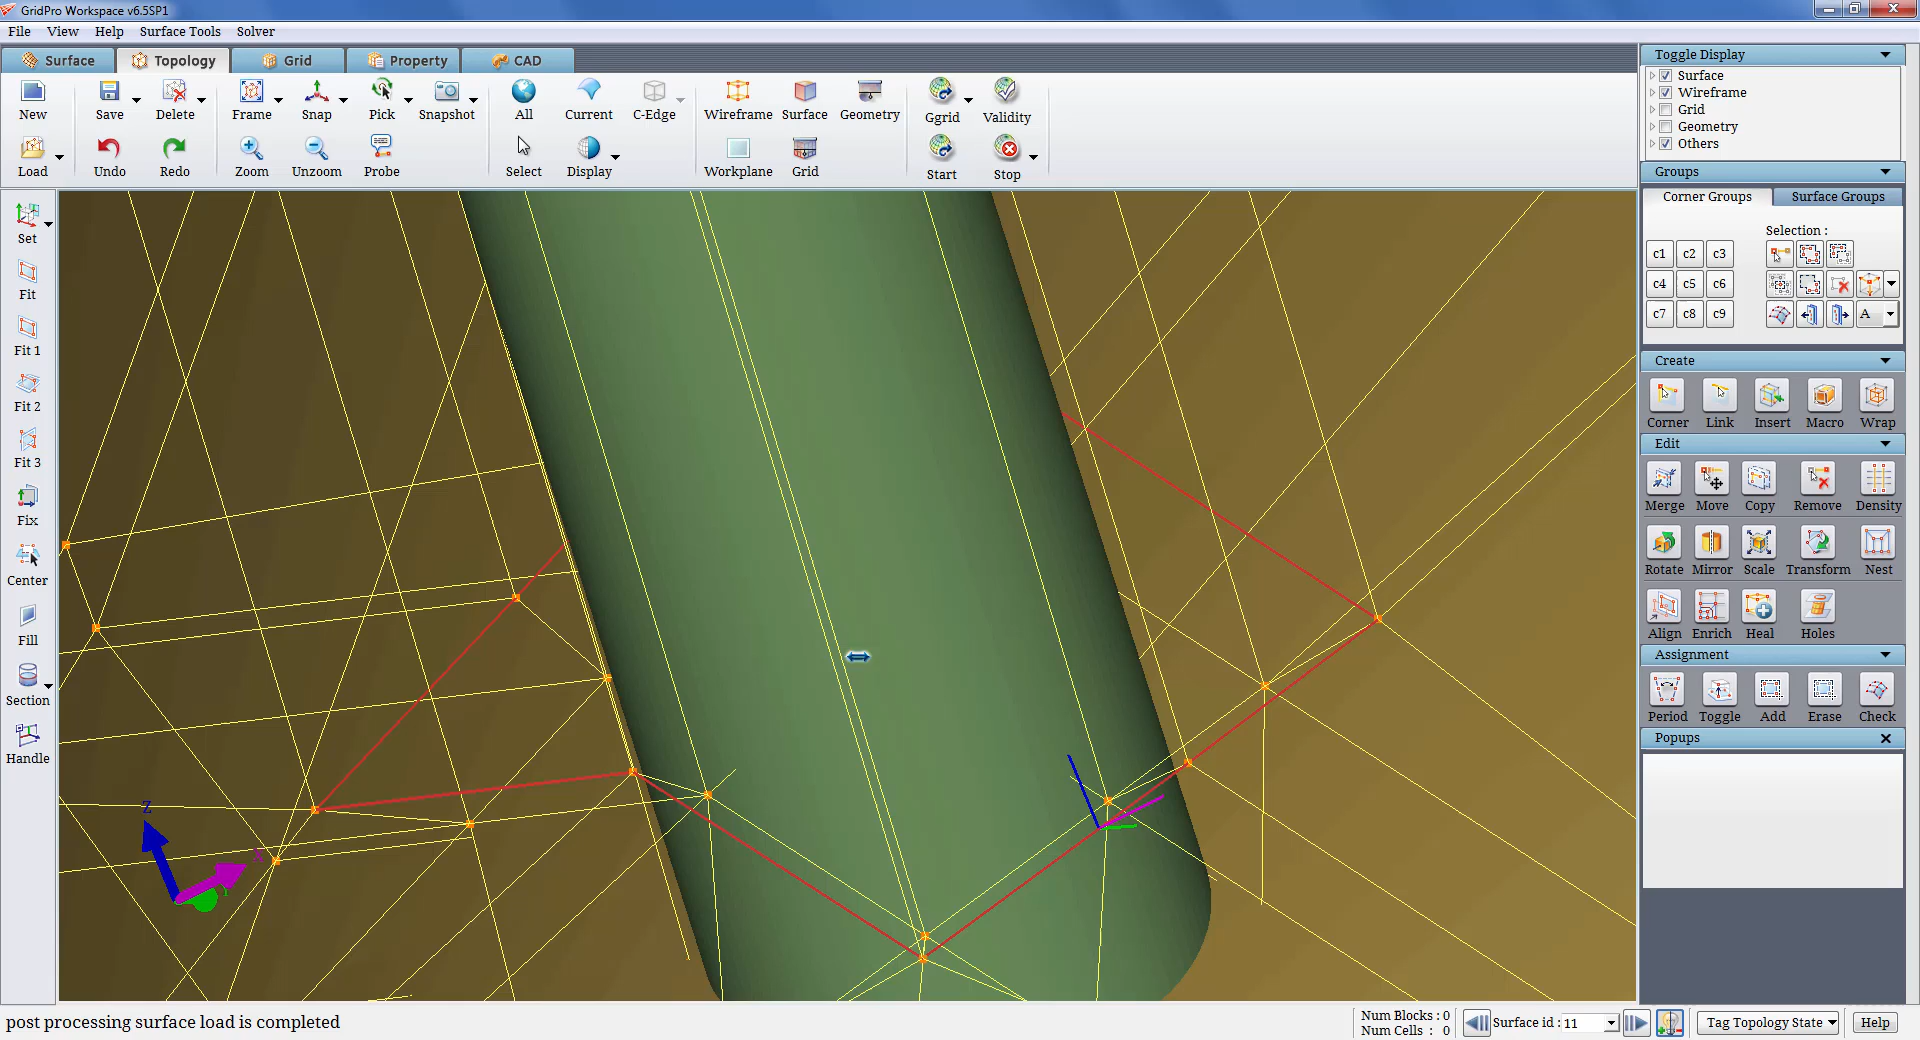 GridPro Workspace v6.5SP1
File View Help Surface Tools Solver
Surface Topology Grid Property CAD
New Save Delete Frame Snap Pick Snapshot All Current C-Edge Wireframe Surface Geometry Ggrid Validity
Load Undo Redo Zoom Unzoom Probe Select Display Workplane Grid Start Stop
Set
Fit
Fit 1
Fit 2
Fit 3
Fix
Center
Fill
Section
Handle
Z
X
Toggle Display
Surface
Wireframe
Grid
Geometry
Others
Groups
Corner Groups Surface Groups
Selection :
c1 c2 c3
c4 c5 c6
c7 c8 c9 A
Create
Corner Link Insert Macro Wrap
Edit
Merge Move Copy Remove Density
Rotate Mirror Scale Transform Nest
Align Enrich Heal Holes
Assignment
Period Toggle Add Erase Check
Popups
post processing surface load is completed
Num Blocks : 0
Num Cells : 0
Surface id : 11
Tag Topology State
Help